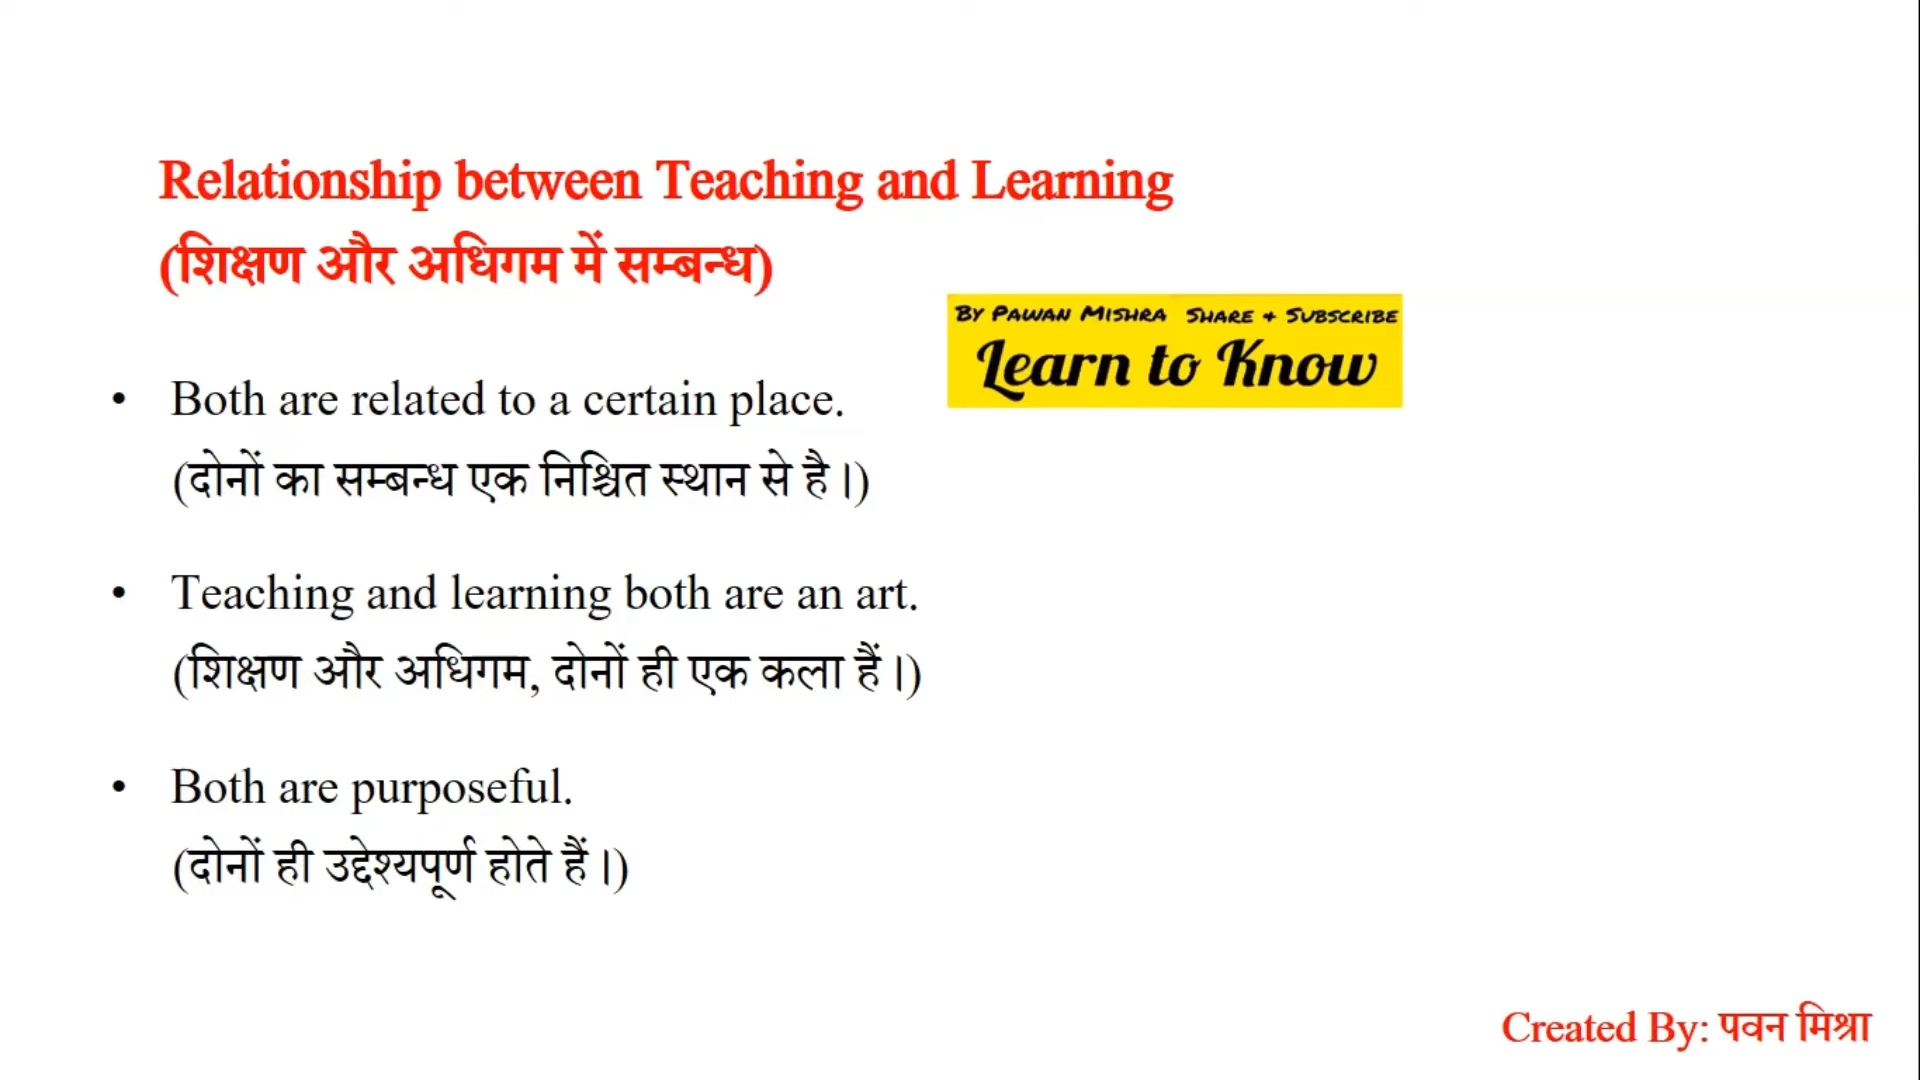 Relationship between Teaching and Learning
(शिक्षण और अधिगम में सम्बन्ध)
By Pawan Mishra Share & Subscribe
Learn to Know
• Both are related to a certain place.
(दोनों का सम्बन्ध एक निश्चित स्थान से है।)
• Teaching and learning both are an art.
(शिक्षण और अधिगम, दोनों ही एक कला हैं।)
• Both are purposeful.
(दोनों ही उद्देश्यपूर्ण होते हैं।)
Created By: पवन मिश्रा